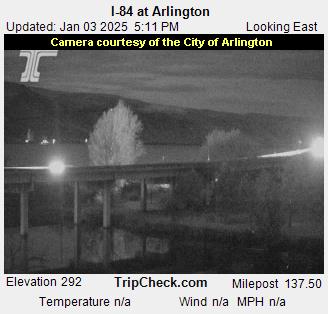 I-84 at Arlington
Updated: Jan 03 2025 5:11 PM Looking East
Camera courtesy of the City of Arlington
Elevation 292 TripCheck.com Milepost 137.50
Temperature n/a Wind n/a MPH n/a